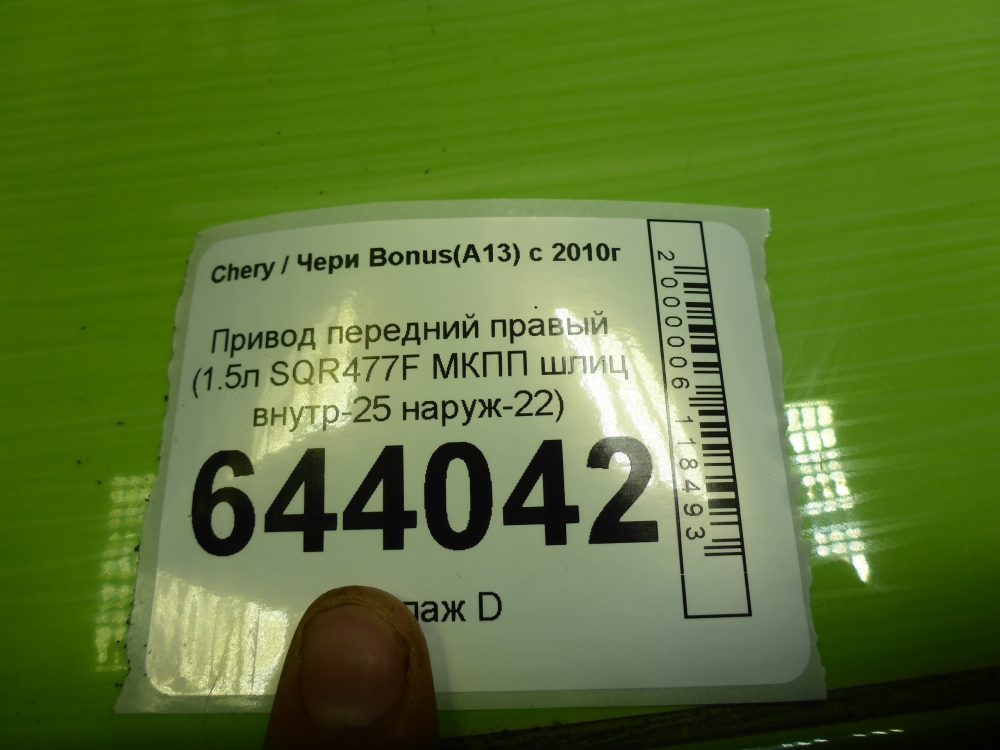 Chery / Чери Bonus(A13) с 2010г
Привод передний правый
(1.5л SQR477F МКПП шлиц
внутр-25 наруж-22)
644042
D
2000006118493